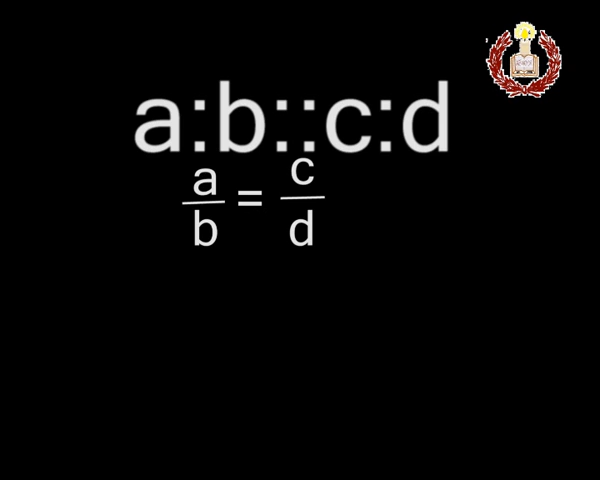 a:b::c:d
a/b = c/d